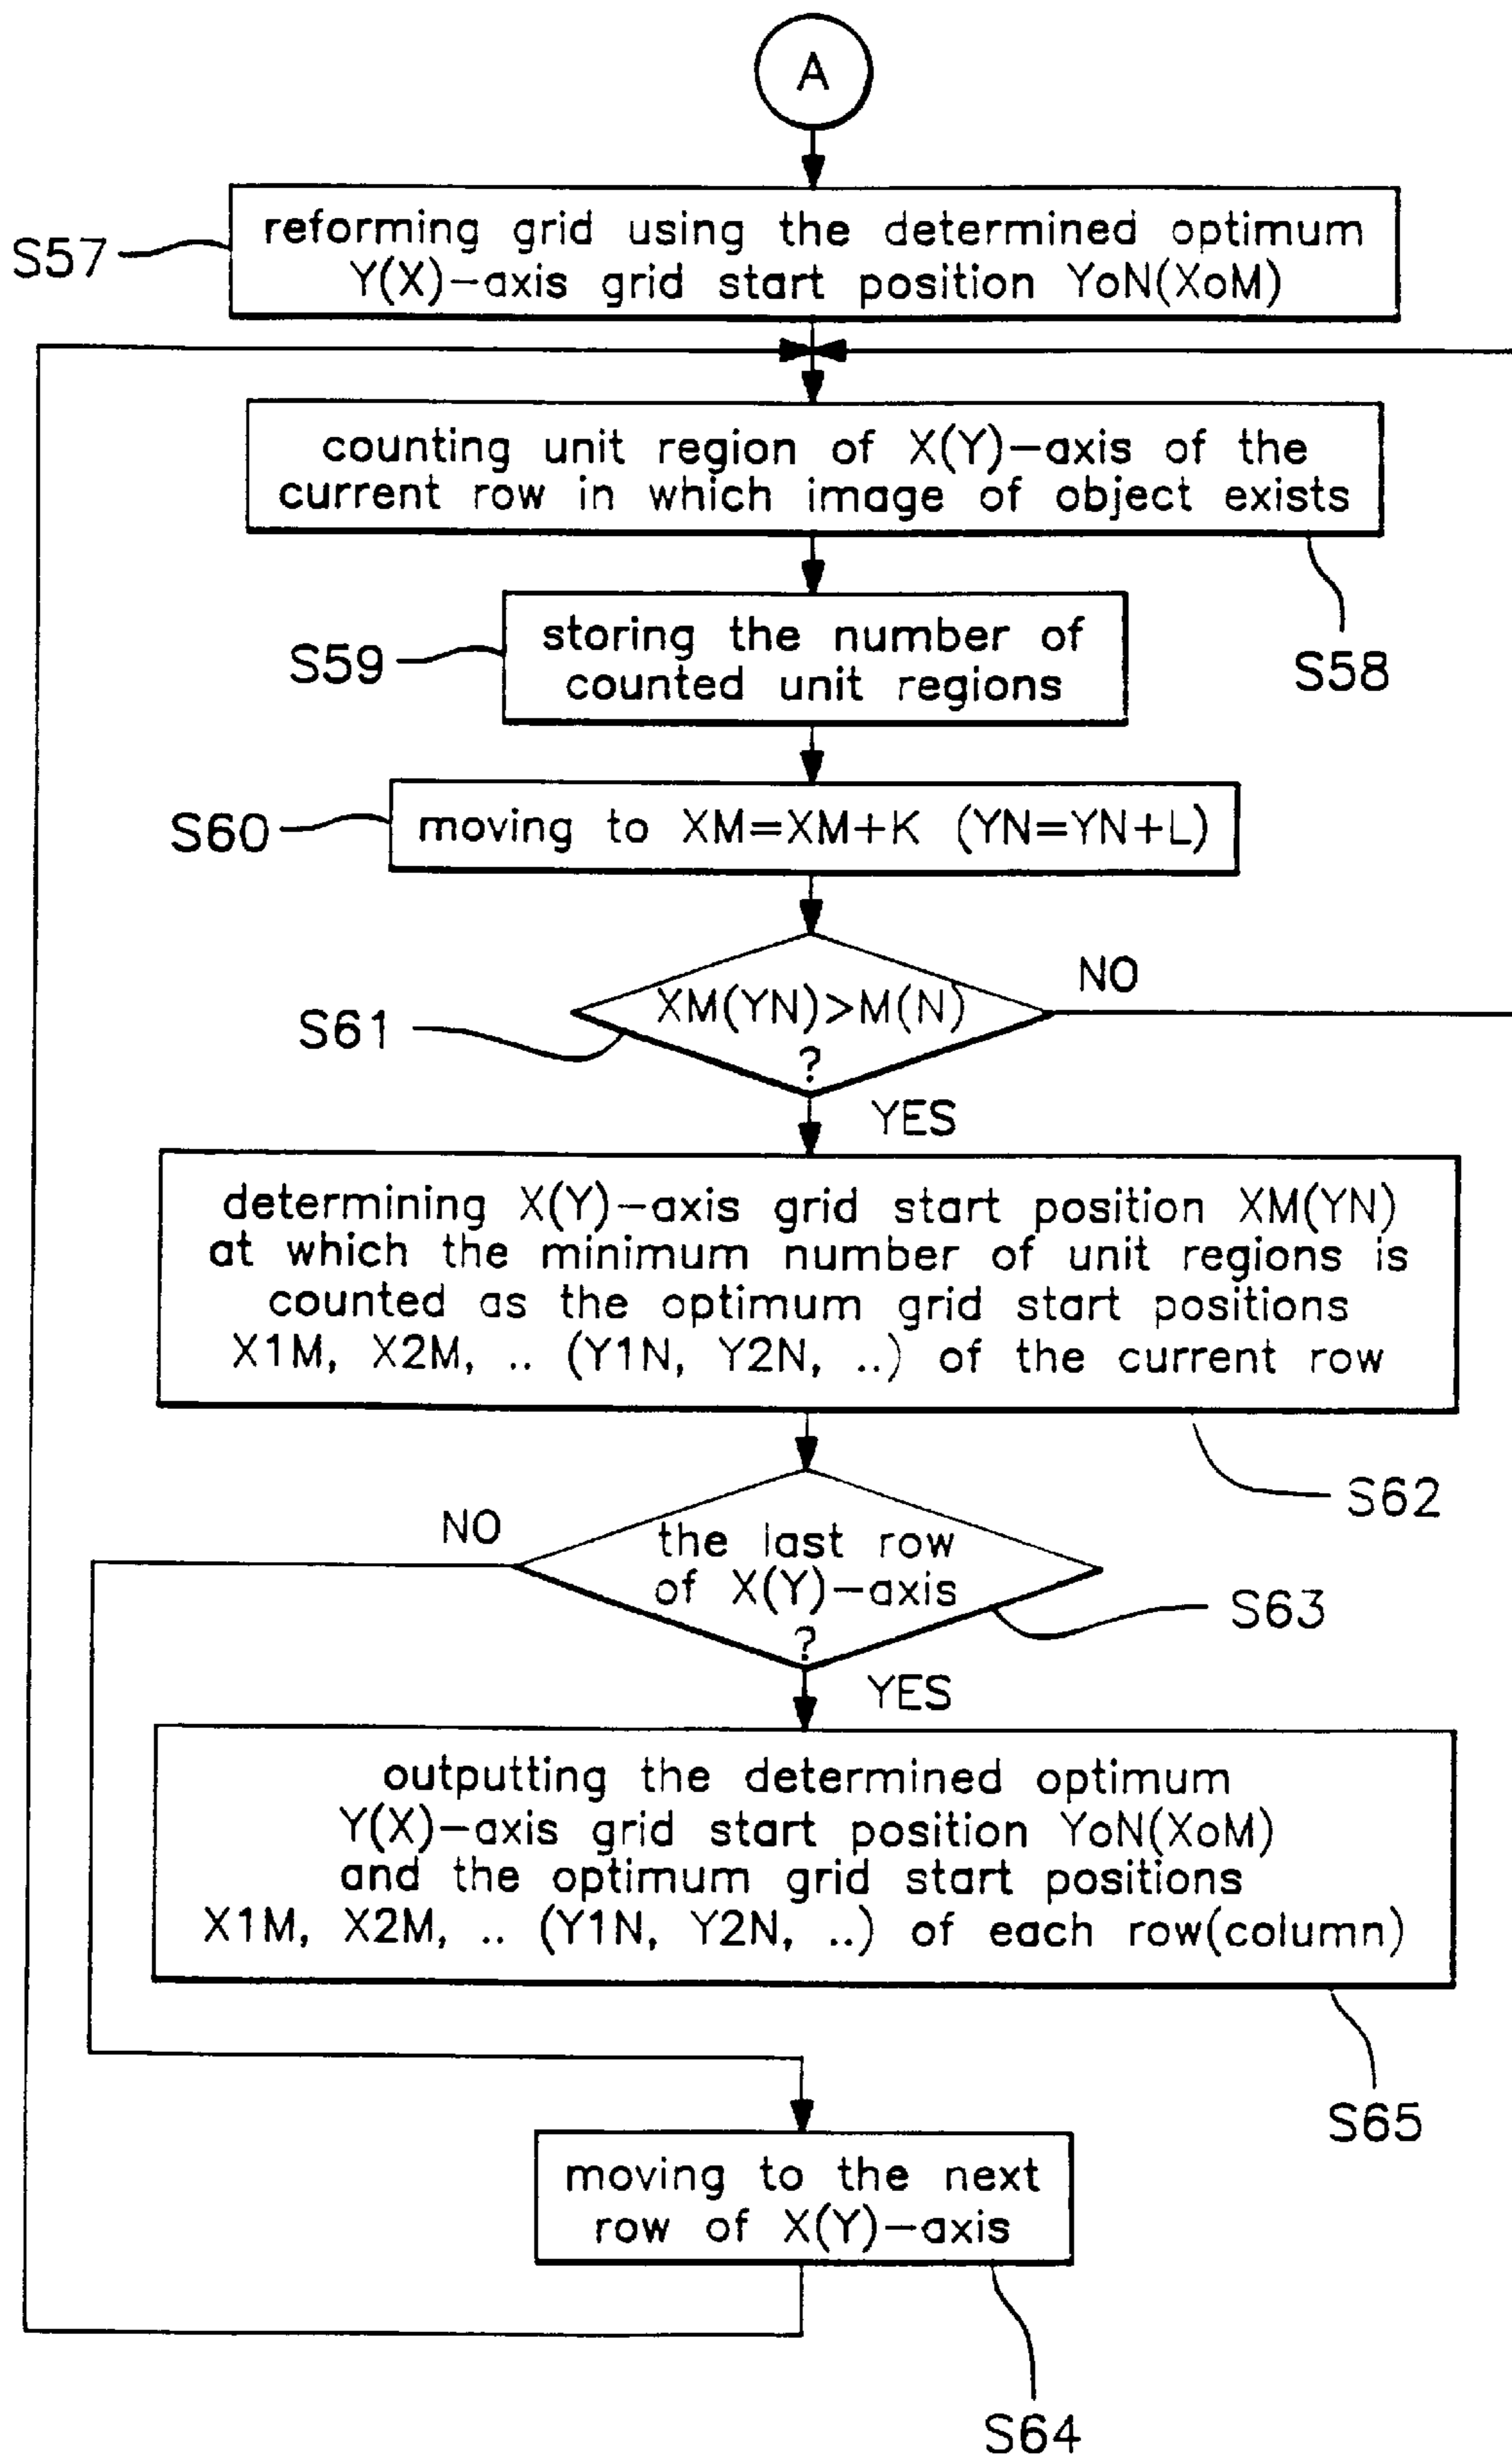 A
reforming grid using the determined optimum
Y(X)-axis grid start position YoN(XoM)
S57
counting unit region of X(Y)-axis of the
current row in which image of object exists
S58
storing the number of
counted unit regions
S59
moving to XM=XM+K (YN=YN+L)
S60
XM(YN)>M(N)
?
S61
NO
YES
determining X(Y)-axis grid start position XM(YN)
at which the minimum number of unit regions is
counted as the optimum grid start positions
X1M, X2M, .. (Y1N, Y2N, ..) of the current row
S62
NO
the last row
of X(Y)-axis
?
S63
YES
outputting the determined optimum
Y(X)-axis grid start position YoN(XoM)
and the optimum grid start positions
X1M, X2M, .. (Y1N, Y2N, ..) of each row(column)
S65
moving to the next
row of X(Y)-axis
S64